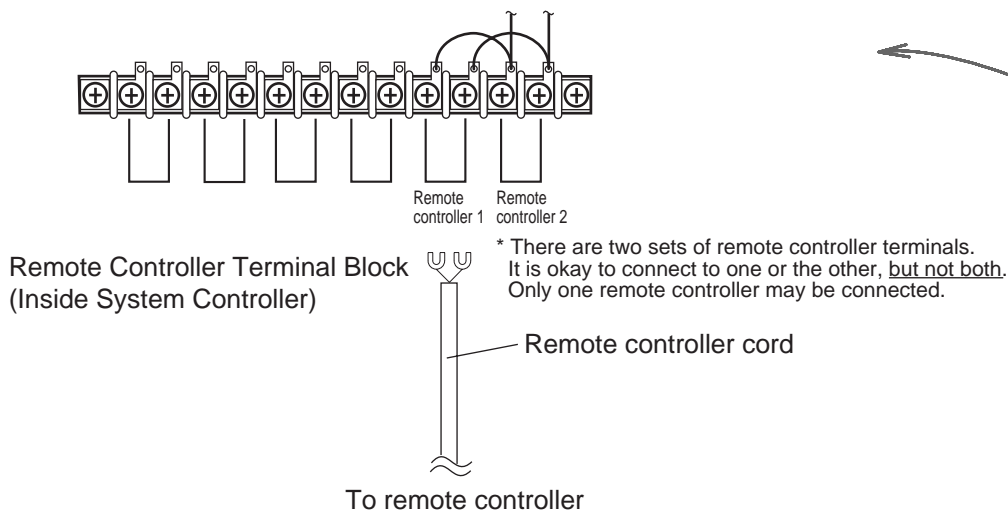 Remote controller 1
Remote controller 2
Remote Controller Terminal Block
(Inside System Controller)
* There are two sets of remote controller terminals.
It is okay to connect to one or the other, but not both.
Only one remote controller may be connected.
Remote controller cord
To remote controller